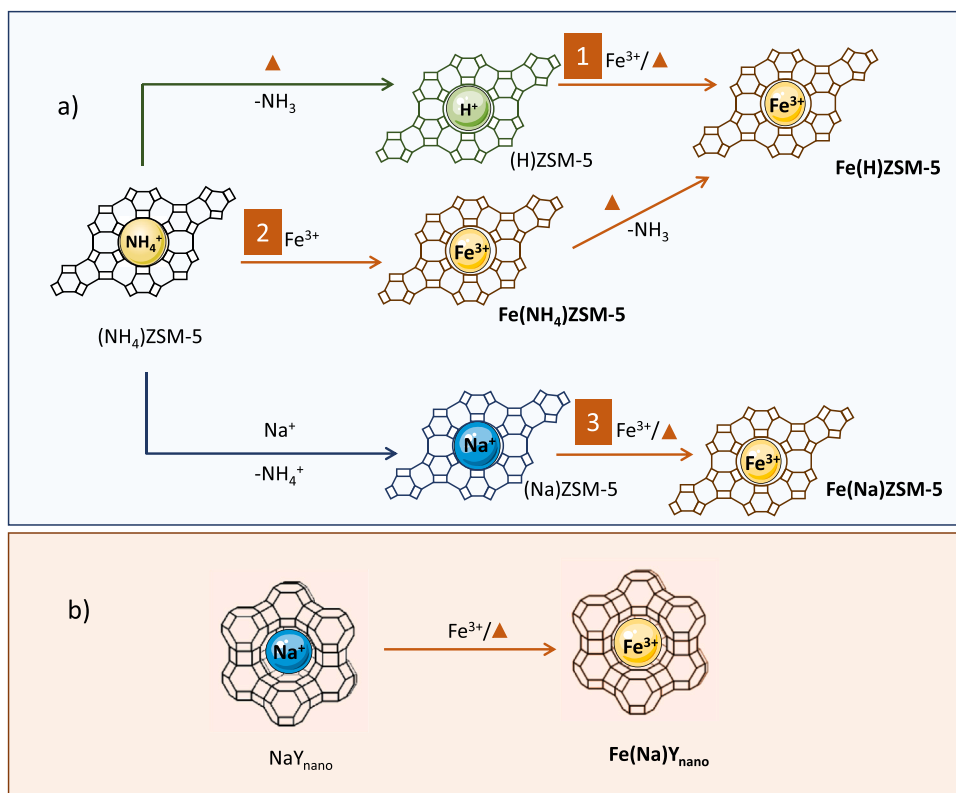 a)
▲
-NH₃
H⁺
(H)ZSM-5
1 Fe³⁺/▲
Fe³⁺
Fe(H)ZSM-5
NH₄⁺
(NH₄)ZSM-5
2 Fe³⁺
Fe³⁺
Fe(NH₄)ZSM-5
▲
-NH₃
Na⁺
-NH₄⁺
Na⁺
(Na)ZSM-5
3 Fe³⁺/▲
Fe³⁺
Fe(Na)ZSM-5
b)
Na⁺
NaYnano
Fe³⁺/▲
Fe³⁺
Fe(Na)Ynano